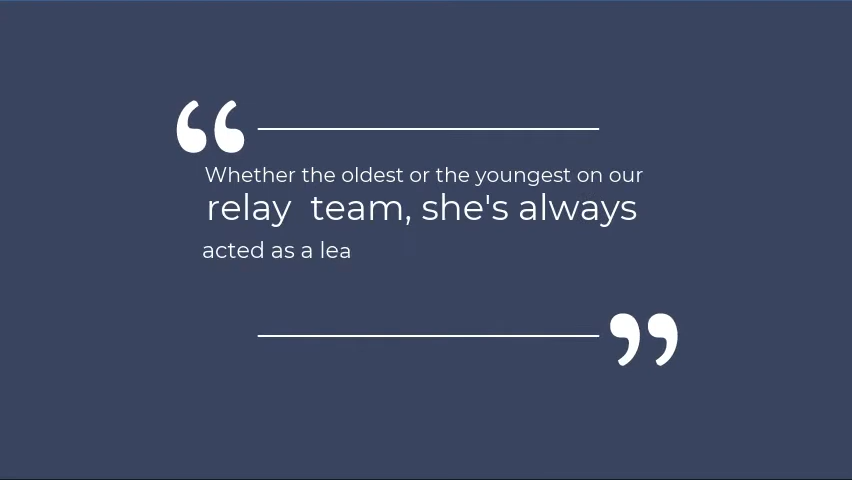 Whether the oldest or the youngest on our
relay  team, she's always
acted as a lea